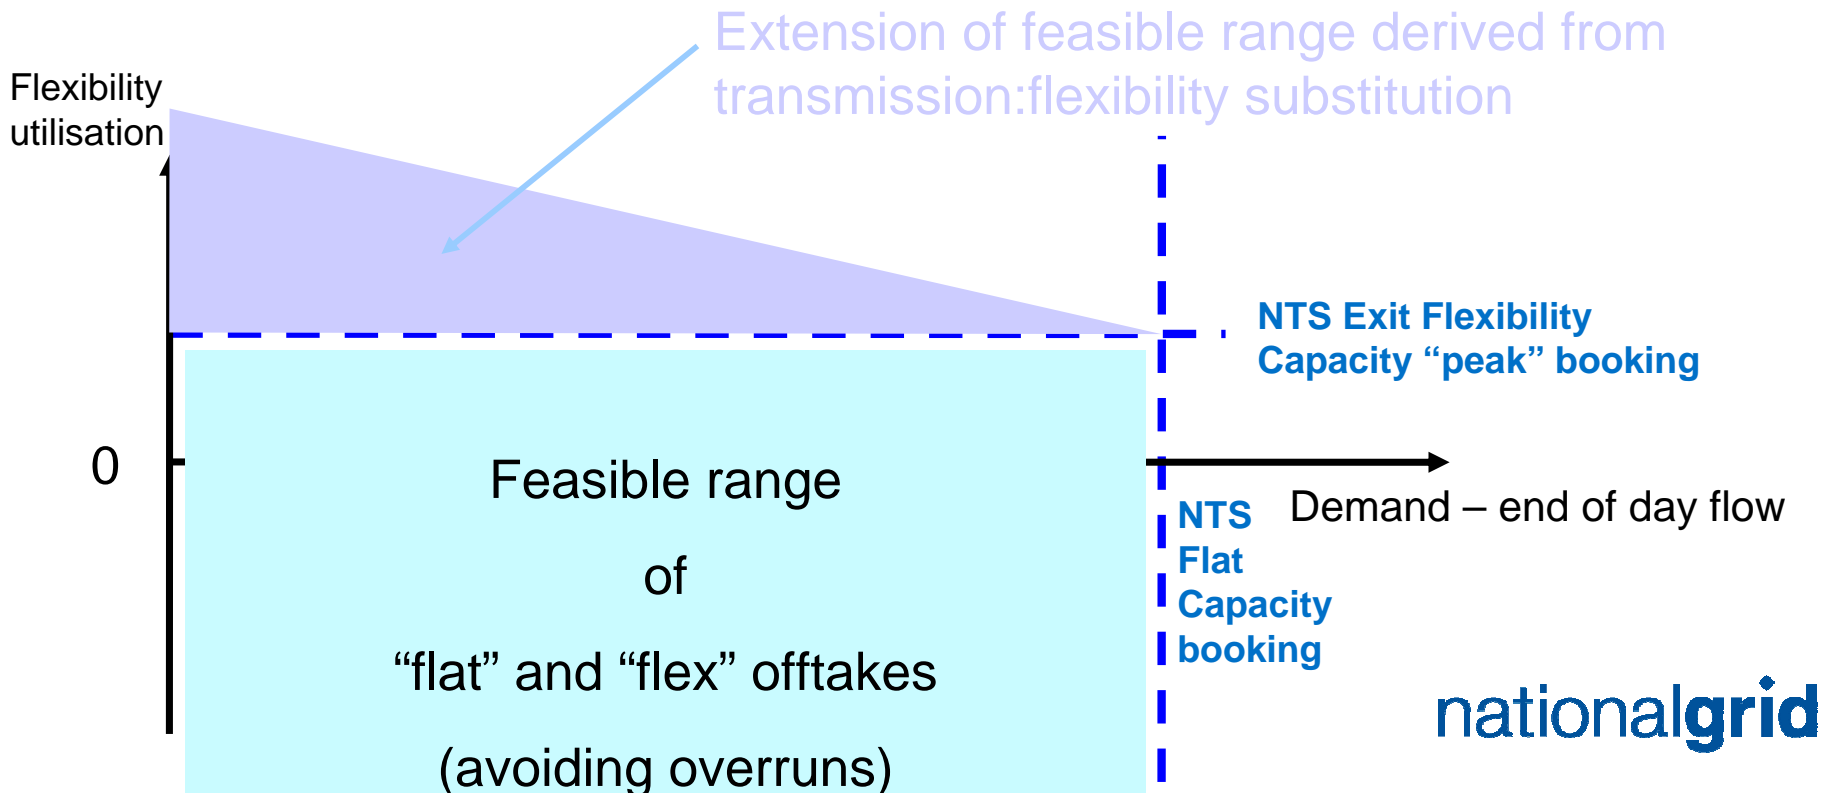 Extension of feasible range derived from
transmission:flexibility substitution
Flexibility
utilisation
NTS Exit Flexibility
Capacity “peak” booking
0
Feasible range
of
“flat” and “flex” offtakes
(avoiding overruns)
Demand – end of day flow
NTS
Flat
Capacity
booking
nationalgrid